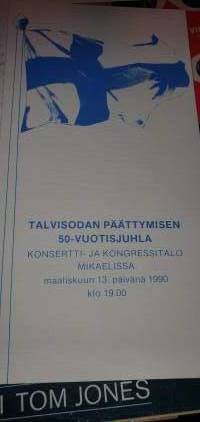 TALVISODAN PÄÄTTYMISEN
50-VUOTISJUHLA
KONSERTTI- JA KONGRESSITALO
MIKAELISSA
maaliskuun 13. päivänä 1990
klo 19.00
TOM JONES